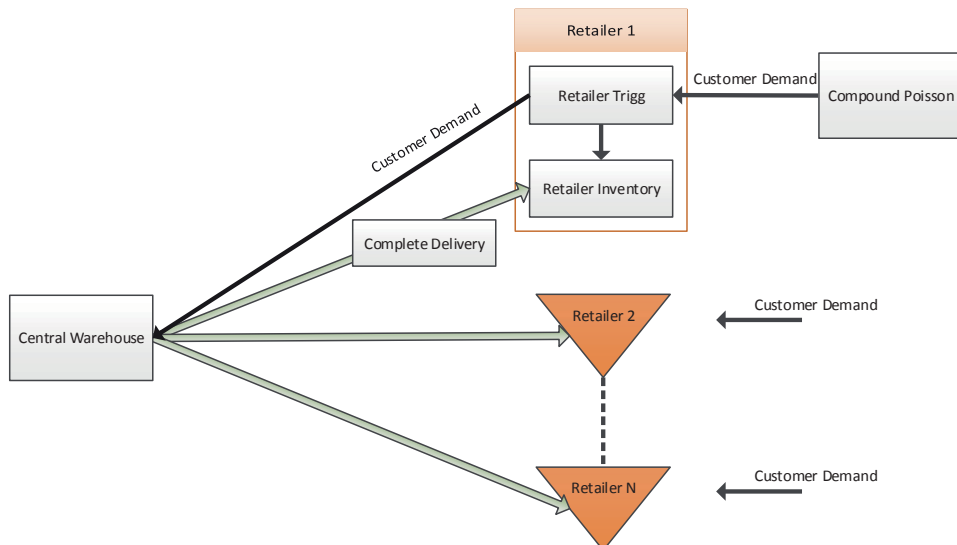 Retailer 1
Customer Demand
Retailer Trigg
Compound Poisson
Customer Demand
Retailer Inventory
Complete Delivery
Central Warehouse
Retailer 2
Customer Demand
Retailer N
Customer Demand